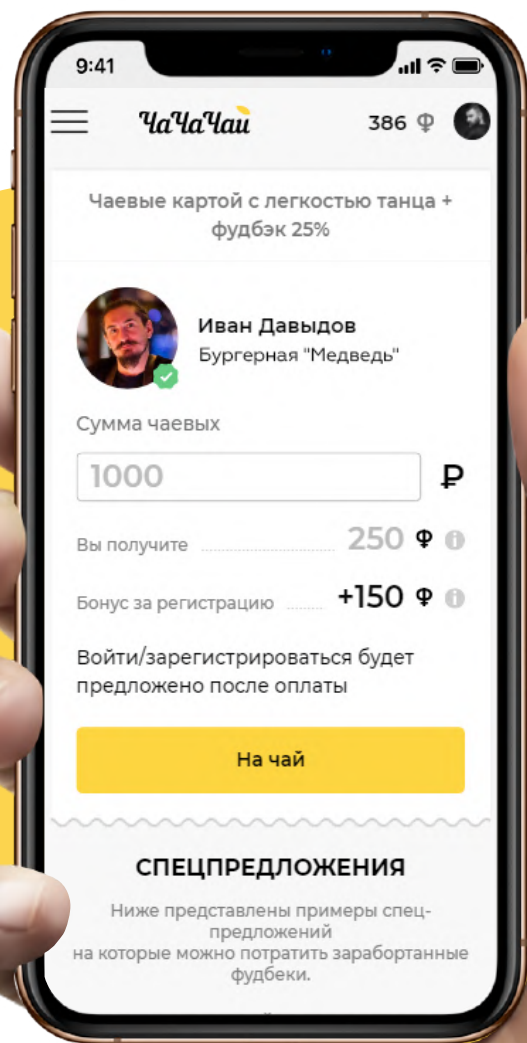 9:41
ЧаЧаЧай
386 Ф
Чаевые картой с легкостью танца +
фудбэк 25%
Иван Давыдов
Бургерная "Медведь"
Сумма чаевых
1000 ₽
Вы получите 250 Ф
Бонус за регистрацию +150 Ф
Войти/зарегистрироваться будет
предложено после оплаты
На чай
СПЕЦПРЕДЛОЖЕНИЯ
Ниже представлены примеры спец-
предложений
на которые можно потратить зарабортанные
фудбеки.